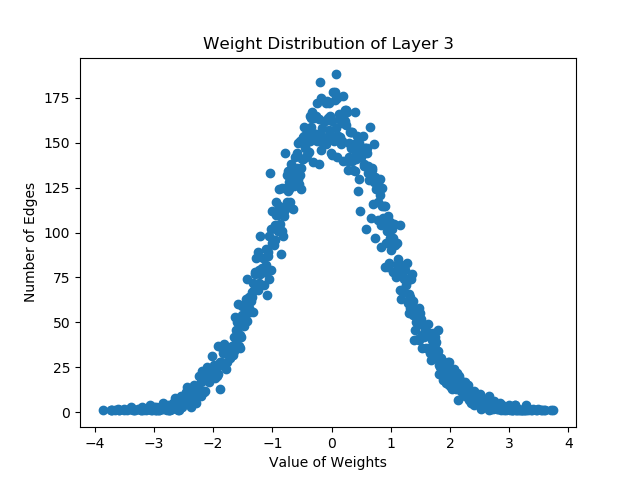 Weight Distribution of Layer 3
Number of Edges
175
150
125
100
75
50
25
0
−4 −3 −2 −1 0 1 2 3 4
Value of Weights